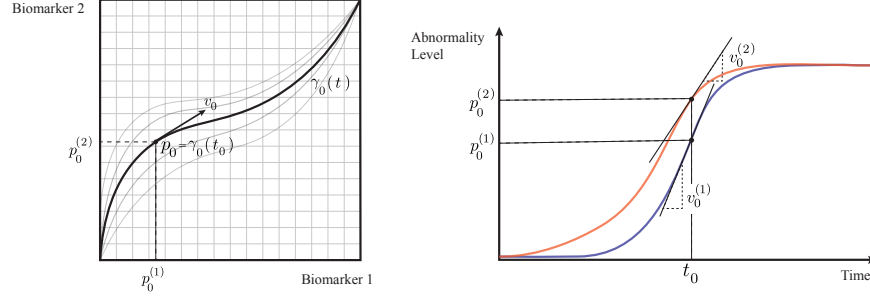 Biomarker 2
γ₀(t)
v₀
p₀=γ₀(t₀)
p₀⁽²⁾
p₀⁽¹⁾
Biomarker 1
Abnormality
Level
v₀⁽²⁾
p₀⁽²⁾
p₀⁽¹⁾
v₀⁽¹⁾
t₀
Time